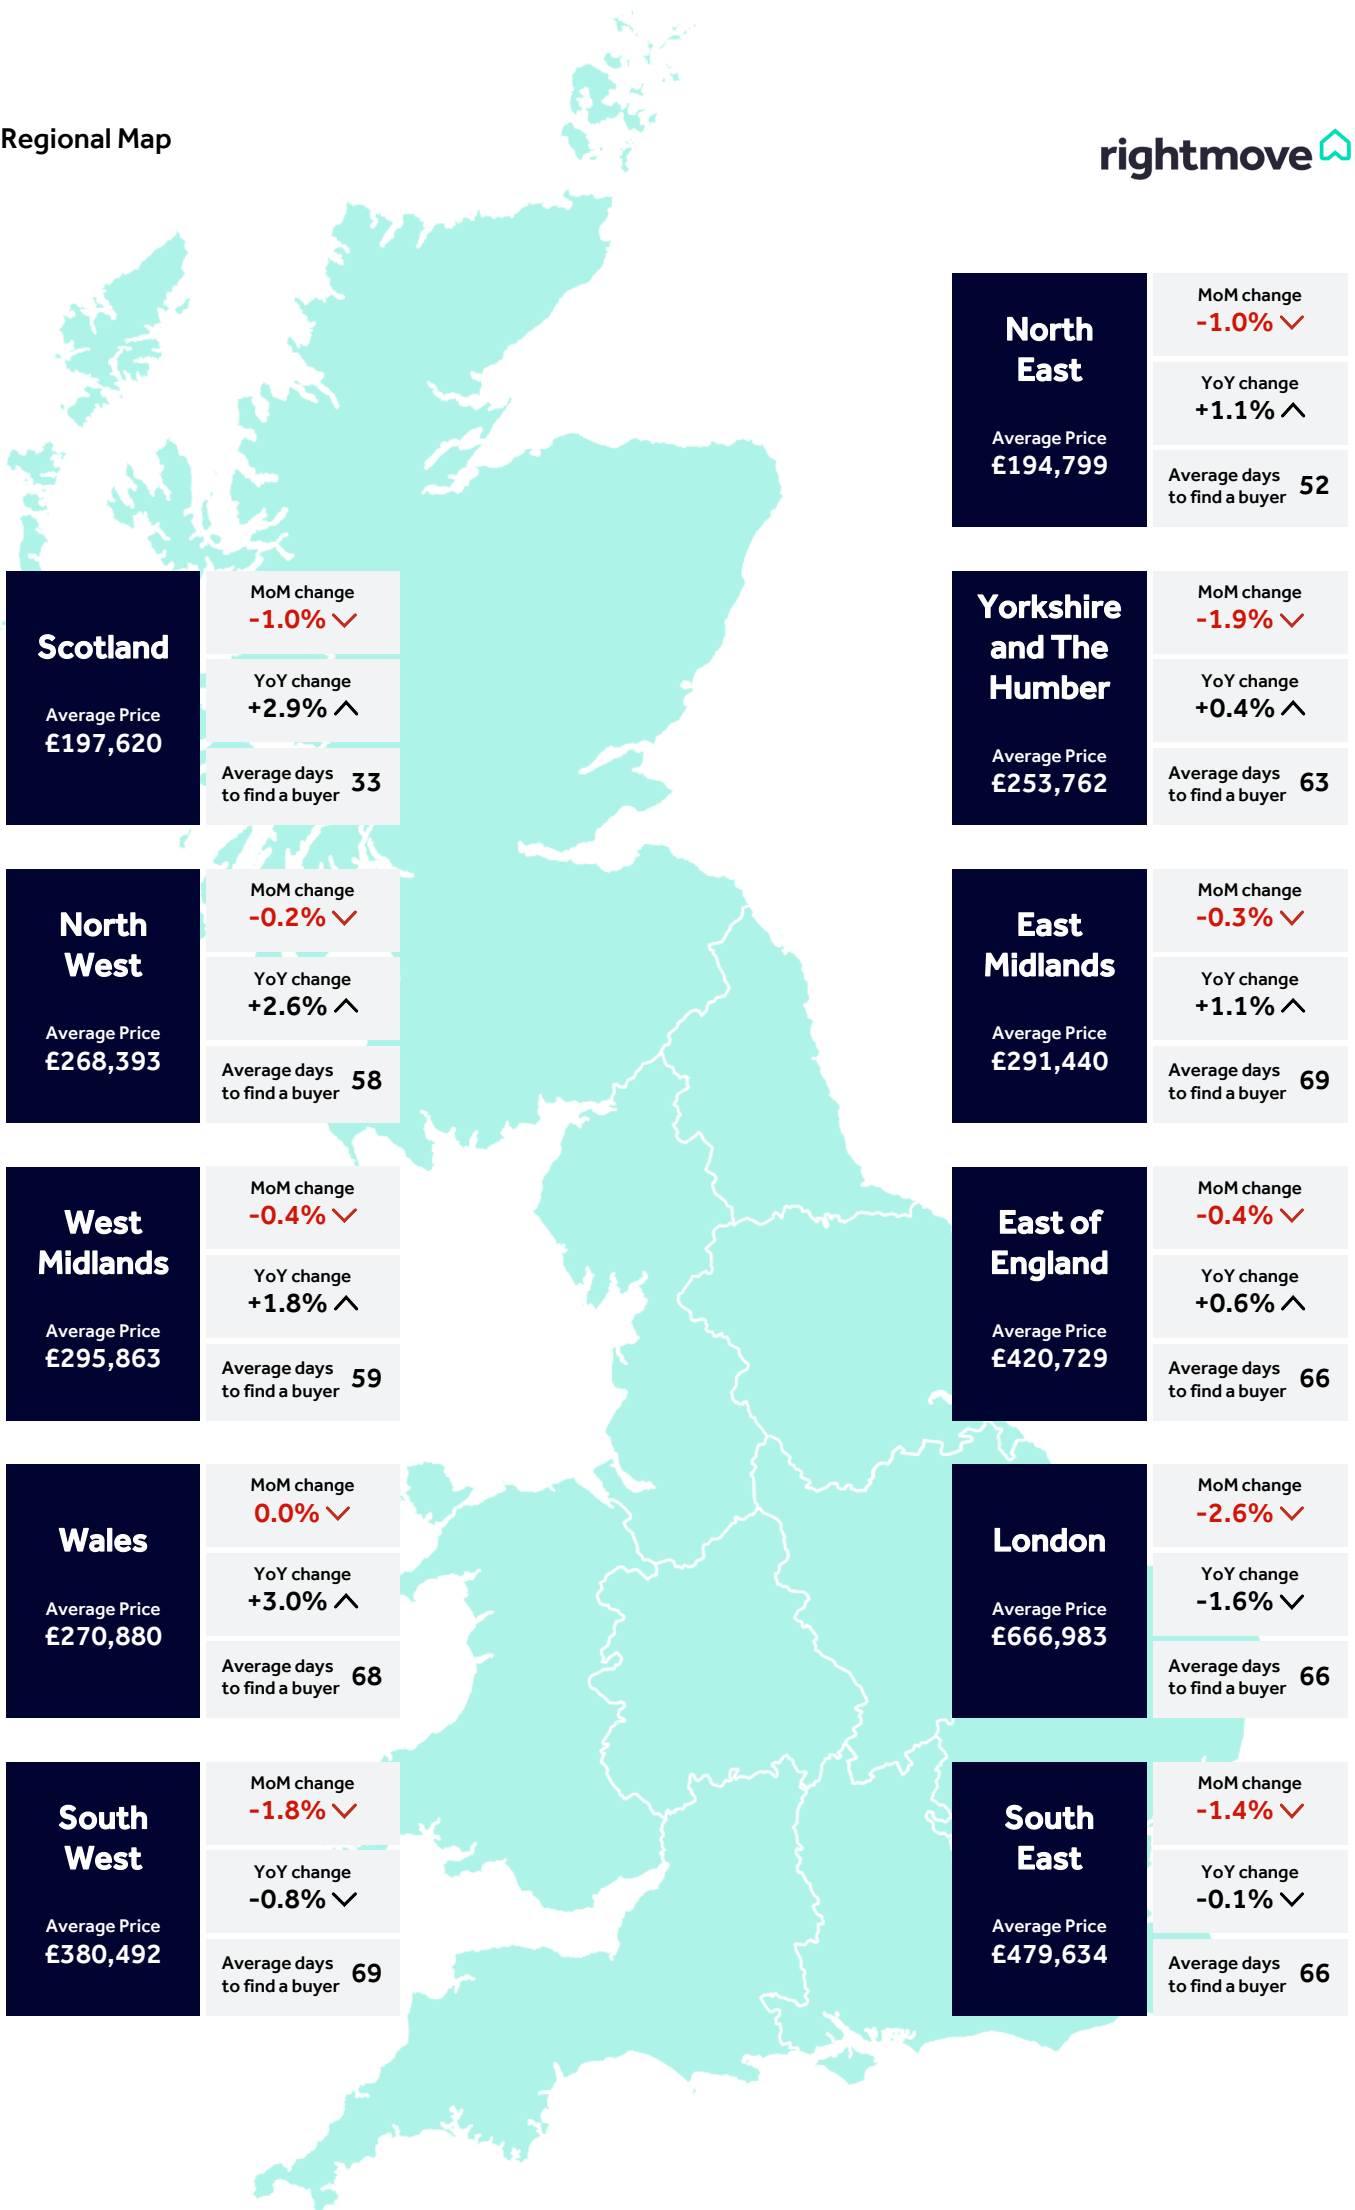 Regional Map
rightmove
North
East
Average Price
£194,799
MoM change
-1.0%
YoY change
+1.1%
Average days
to find a buyer
52
Scotland
Average Price
£197,620
MoM change
-1.0%
YoY change
+2.9%
Average days
to find a buyer
33
Yorkshire
and The
Humber
Average Price
£253,762
MoM change
-1.9%
YoY change
+0.4%
Average days
to find a buyer
63
North
West
Average Price
£268,393
MoM change
-0.2%
YoY change
+2.6%
Average days
to find a buyer
58
East
Midlands
Average Price
£291,440
MoM change
-0.3%
YoY change
+1.1%
Average days
to find a buyer
69
West
Midlands
Average Price
£295,863
MoM change
-0.4%
YoY change
+1.8%
Average days
to find a buyer
59
East of
England
Average Price
£420,729
MoM change
-0.4%
YoY change
+0.6%
Average days
to find a buyer
66
Wales
Average Price
£270,880
MoM change
0.0%
YoY change
+3.0%
Average days
to find a buyer
68
London
Average Price
£666,983
MoM change
-2.6%
YoY change
-1.6%
Average days
to find a buyer
66
South
West
Average Price
£380,492
MoM change
-1.8%
YoY change
-0.8%
Average days
to find a buyer
69
South
East
Average Price
£479,634
MoM change
-1.4%
YoY change
-0.1%
Average days
to find a buyer
66